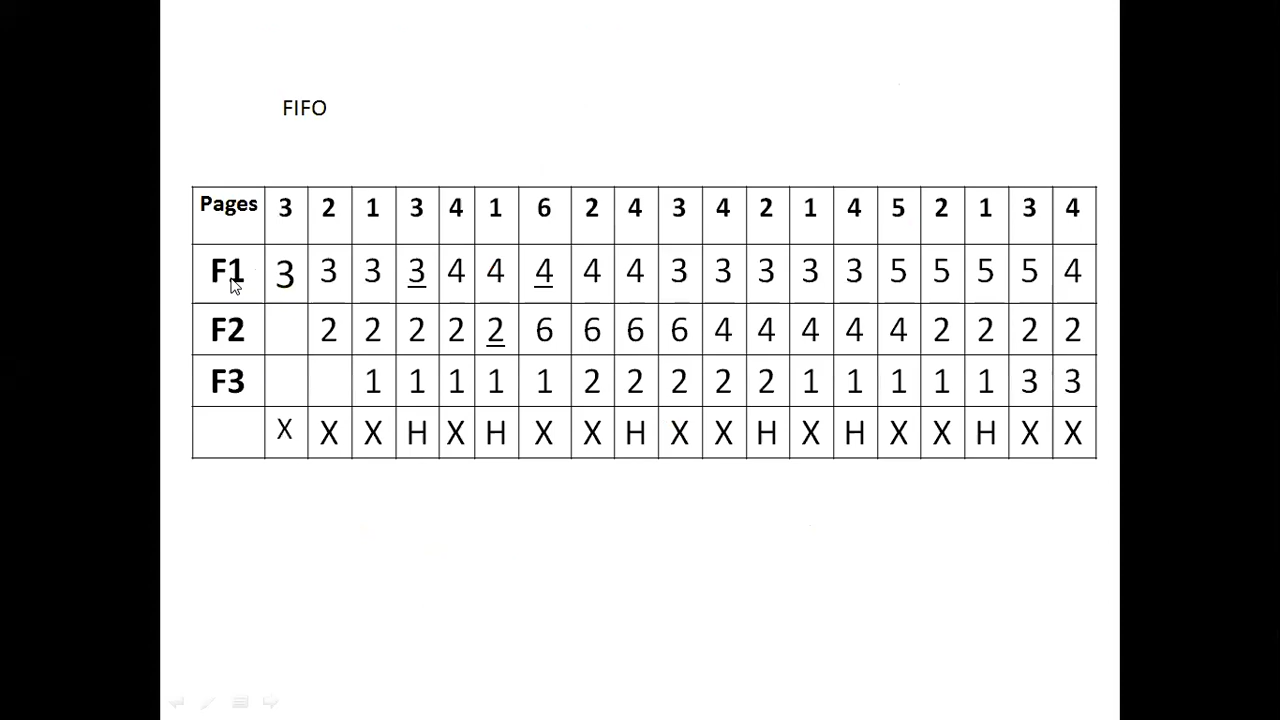 FIFO
Pages 3 2 1 3 4 1 6 2 4 3 4 2 1 4 5 2 1 3 4
F1 3 3 3 3 4 4 4 4 4 3 3 3 3 3 5 5 5 5 4
F2 2 2 2 2 2 6 6 6 6 4 4 4 4 4 2 2 2 2
F3 1 1 1 1 1 2 2 2 2 2 1 1 1 1 1 3 3
X X X H X H X X H X X H X H X X H X X